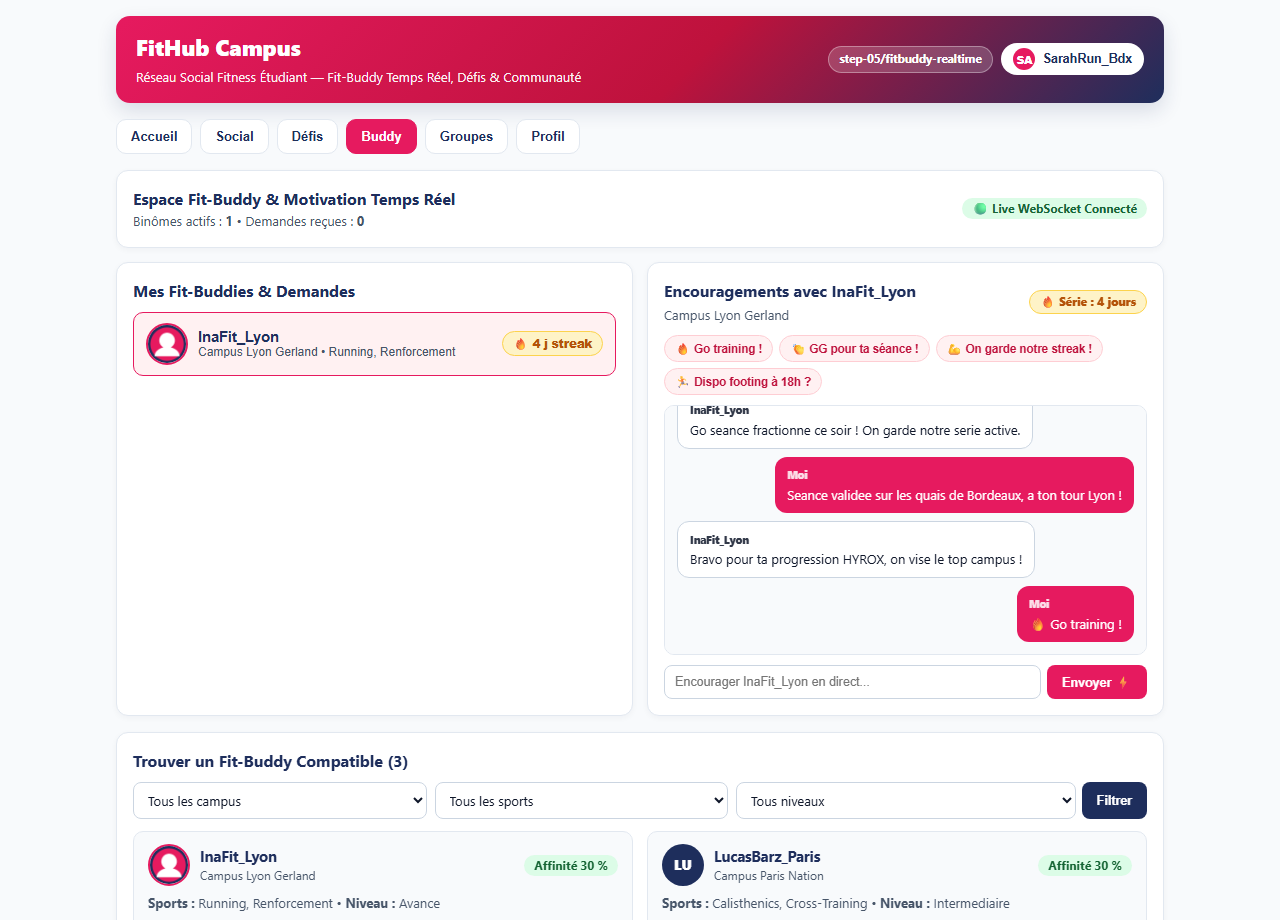 FitHub Campus
Réseau Social Fitness Étudiant — Fit-Buddy Temps Réel, Défis & Communauté
step-05/fitbuddy-realtime
SA SarahRun_Bdx
Accueil
Social
Défis
Buddy
Groupes
Profil
Espace Fit-Buddy & Motivation Temps Réel
Binômes actifs : 1 • Demandes reçues : 0
Live WebSocket Connecté
Mes Fit-Buddies & Demandes
InaFit_Lyon
Campus Lyon Gerland • Running, Renforcement
🔥 4 j streak
Encouragements avec InaFit_Lyon
Campus Lyon Gerland
🔥 Série : 4 jours
🔥 Go training !
👏 GG pour ta séance !
💪 On garde notre streak !
🏃 Dispo footing à 18h ?
InaFit_Lyon
Go seance fractionne ce soir ! On garde notre serie active.
Moi
Seance validee sur les quais de Bordeaux, a ton tour Lyon !
InaFit_Lyon
Bravo pour ta progression HYROX, on vise le top campus !
Moi
🔥 Go training !
Encourager InaFit_Lyon en direct...
Envoyer ⚡
Trouver un Fit-Buddy Compatible (3)
Tous les campus
Tous les sports
Tous niveaux
Filtrer
InaFit_Lyon
Campus Lyon Gerland
Affinité 30 %
Sports : Running, Renforcement • Niveau : Avance
LU
LucasBarz_Paris
Campus Paris Nation
Affinité 30 %
Sports : Calisthenics, Cross-Training • Niveau : Intermediaire